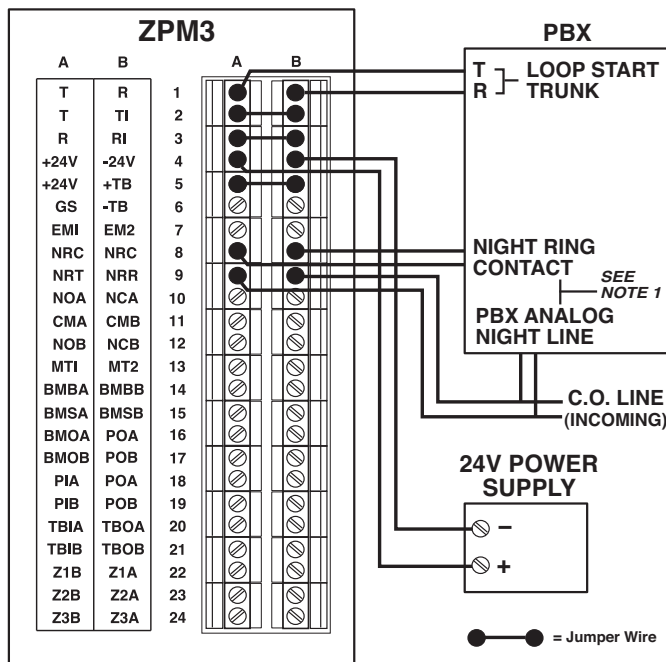 ZPM3
A B
A B
T R 1
T TI 2
R RI 3
+24V -24V 4
+24V +TB 5
GS -TB 6
EMI EM2 7
NRC NRC 8
NRT NRR 9
NOA NCA 10
CMA CMB 11
NOB NCB 12
MTI MT2 13
BMBA BMBB 14
BMSA BMSB 15
BMOA POA 16
BMOB POB 17
PIA POA 18
PIB POB 19
TBIA TBOA 20
TBIB TBOB 21
Z1B Z1A 22
Z2B Z2A 23
Z3B Z3A 24
PBX
T
R
LOOP START
TRUNK
NIGHT RING
CONTACT
SEE
NOTE 1
PBX ANALOG
NIGHT LINE
C.O. LINE
(INCOMING)
24V POWER
SUPPLY
–
+
= Jumper Wire